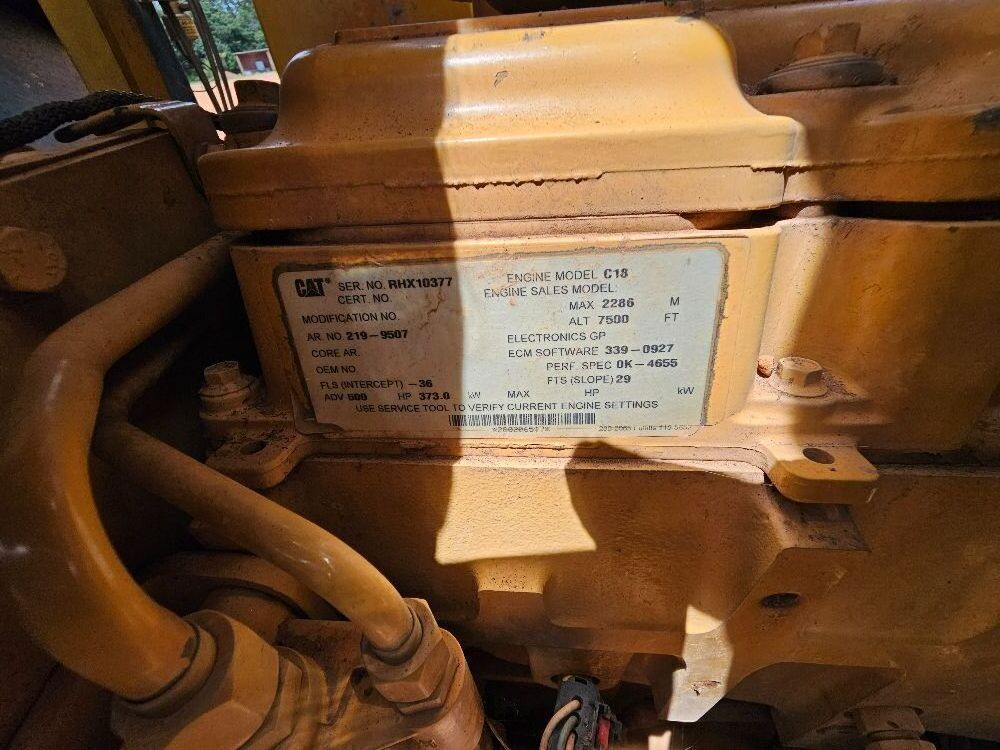 CAT® SER. NO. RHX10377 ENGINE MODEL C18
CERT. NO. ENGINE SALES MODEL:
MODIFICATION NO. MAX 2286 M
ALT 7500 FT
AR. NO. 219-9507 ELECTRONICS GP
CORE AR. ECM SOFTWARE 339-0927
OEM NO. PERF. SPEC 0K-4655
FLS (INTERCEPT) -36 FTS (SLOPE) 29
ADV 500 HP 373.0 kW MAX HP kW
USE SERVICE TOOL TO VERIFY CURRENT ENGINE SETTINGS